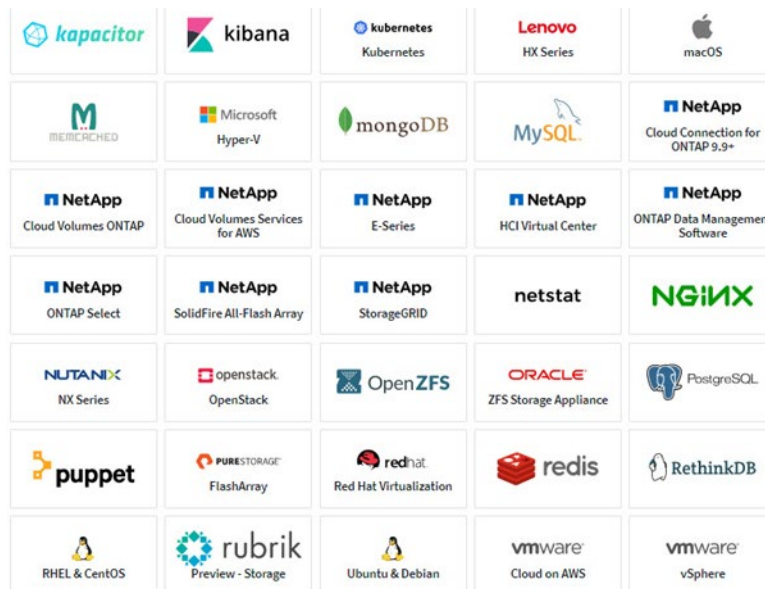 kapacitor
kibana
kubernetes
Kubernetes
Lenovo
HX Series
macOS
MEMCACHED
Microsoft
Hyper-V
mongoDB
MySQL
NetApp
Cloud Connection for
ONTAP 9.9+
NetApp
Cloud Volumes ONTAP
NetApp
Cloud Volumes Services
for AWS
NetApp
E-Series
NetApp
HCI Virtual Center
NetApp
ONTAP Data Managemen
Software
NetApp
ONTAP Select
NetApp
SolidFire All-Flash Array
NetApp
StorageGRID
netstat
NGINX
NUTANIX
NX Series
openstack.
OpenStack
OpenZFS
ORACLE
ZFS Storage Appliance
PostgreSQL
puppet
PURESTORAGE
FlashArray
redhat.
Red Hat Virtualization
redis
RethinkDB
RHEL & CentOS
rubrik
Preview - Storage
Ubuntu & Debian
vmware
Cloud on AWS
vmware
vSphere